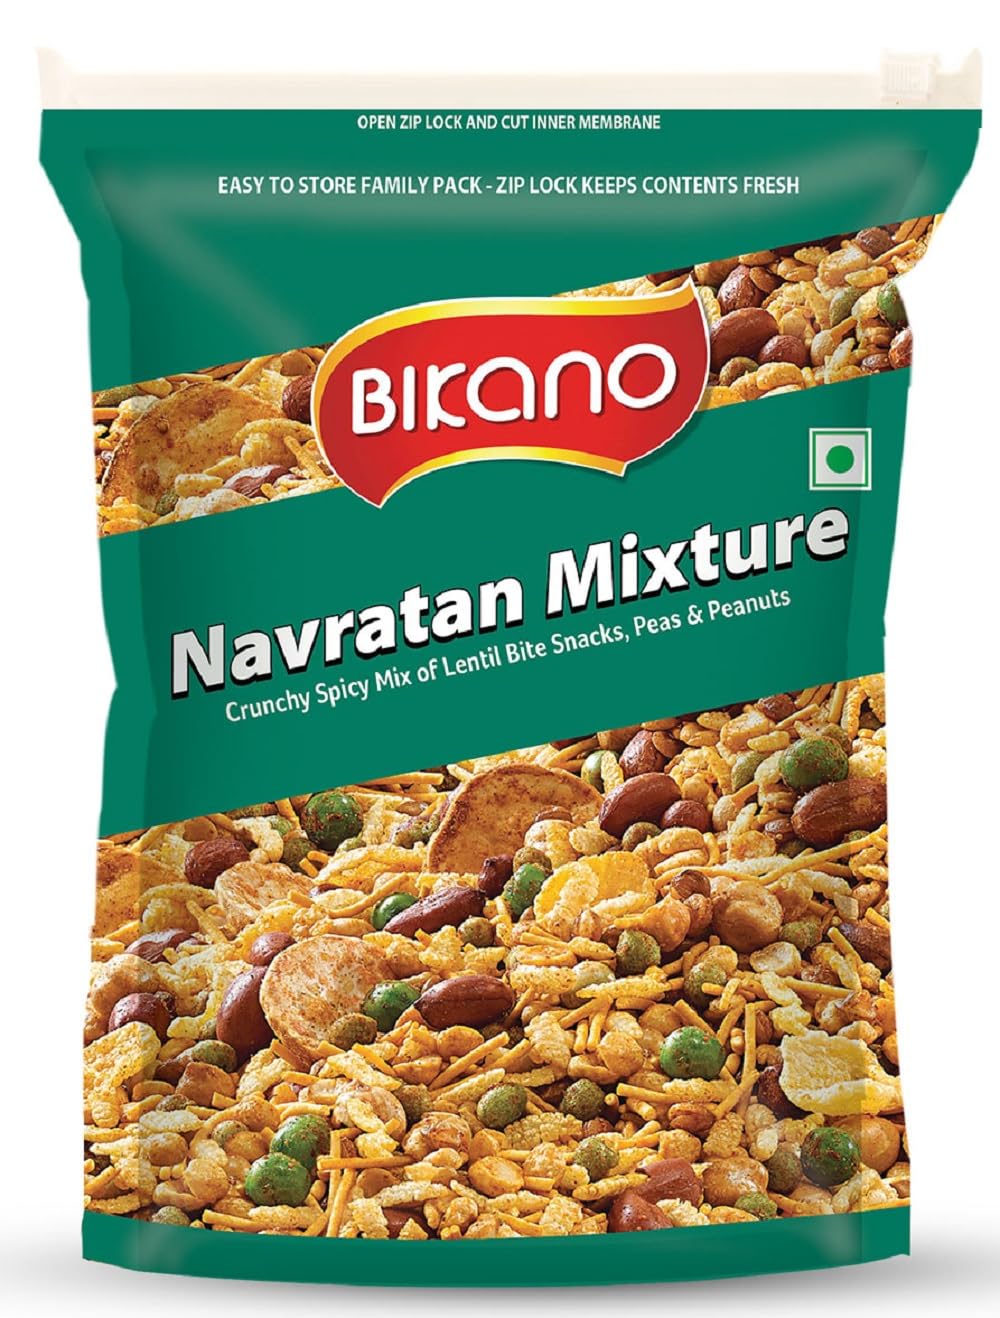 OPEN ZIP LOCK AND CUT INNER MEMBRANE
EASY TO STORE FAMILY PACK - ZIP LOCK KEEPS CONTENTS FRESH
BIKANO
Navratan Mixture
Crunchy Spicy Mix of Lentil Bite Snacks, Peas & Peanuts